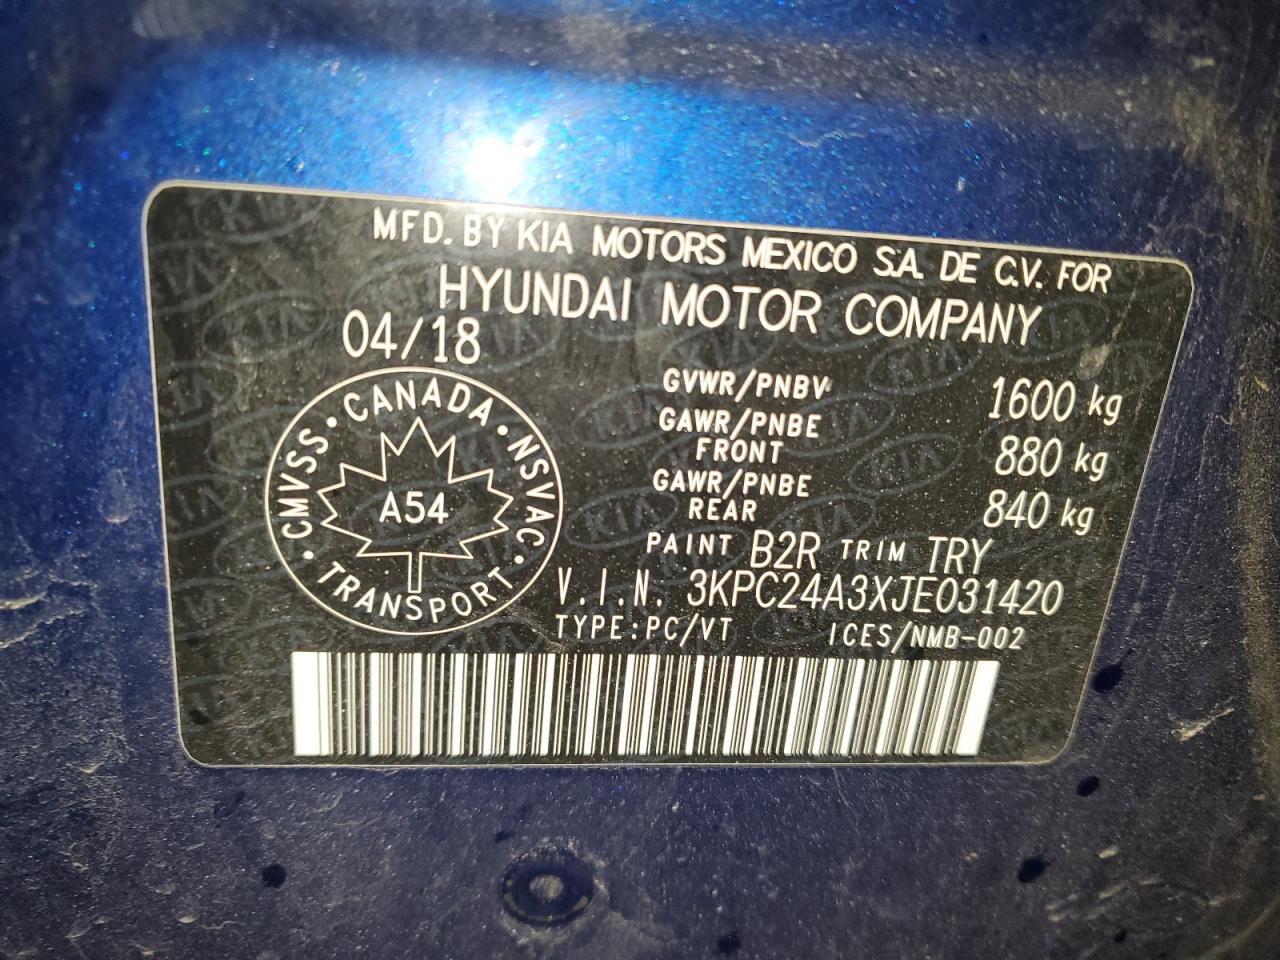 MFD. BY KIA MOTORS MEXICO S.A. DE C.V. FOR
HYUNDAI MOTOR COMPANY
04/18
GVWR/PNBV 1600 kg
GAWR/PNBE FRONT 880 kg
GAWR/PNBE REAR 840 kg
PAINT B2R TRIM TRY
V.I.N. 3KPC24A3XJE031420
TYPE:PC/VT ICES/NMB-002
CANADA · NSVAC · TRANSPORT · CMVSS ·
A54
KIA